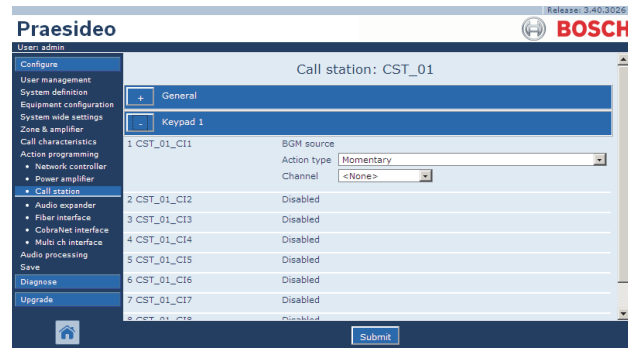 Release: 3.40.3026
Praesideo
BOSCH
User: admin
Configure
User management
System definition
Equipment configuration
System wide settings
Zone & amplifier
Call characteristics
Action programming
• Network controller
• Power amplifier
• Call station
• Audio expander
• Fiber interface
• CobraNet interface
• Multi ch interface
Audio processing
Save
Diagnose
Upgrade
Call station: CST_01
+ General
- Keypad 1
1 CST_01_CI1 BGM source
Action type Momentary
Channel <None>
2 CST_01_CI2 Disabled
3 CST_01_CI3 Disabled
4 CST_01_CI4 Disabled
5 CST_01_CI5 Disabled
6 CST_01_CI6 Disabled
7 CST_01_CI7 Disabled
8 CST_01_CI8 Disabled
Submit